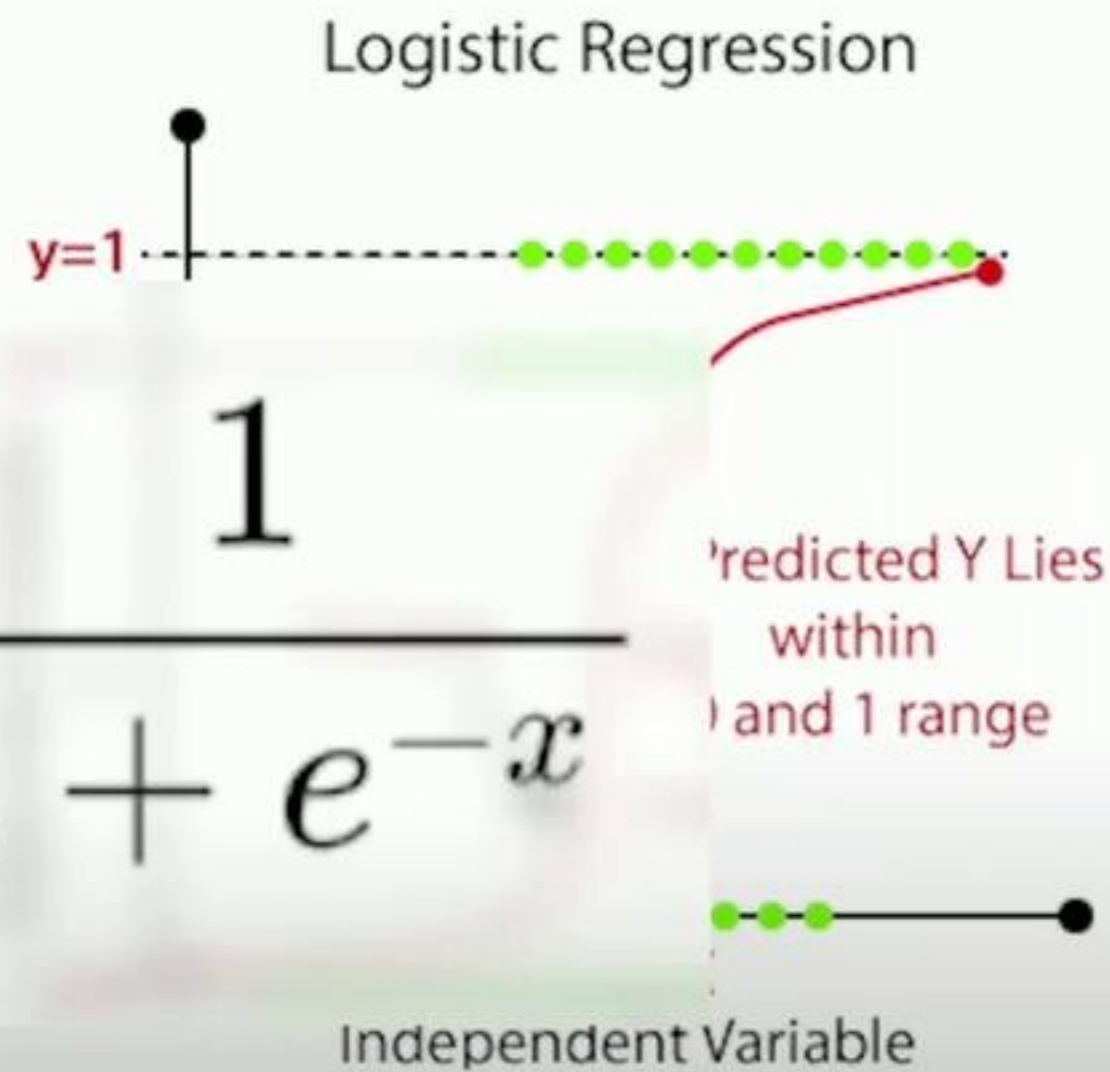 Logistic Regression
y=1
1
+ e^{-x}
redicted Y Lies
within
and 1 range
Independent Variable